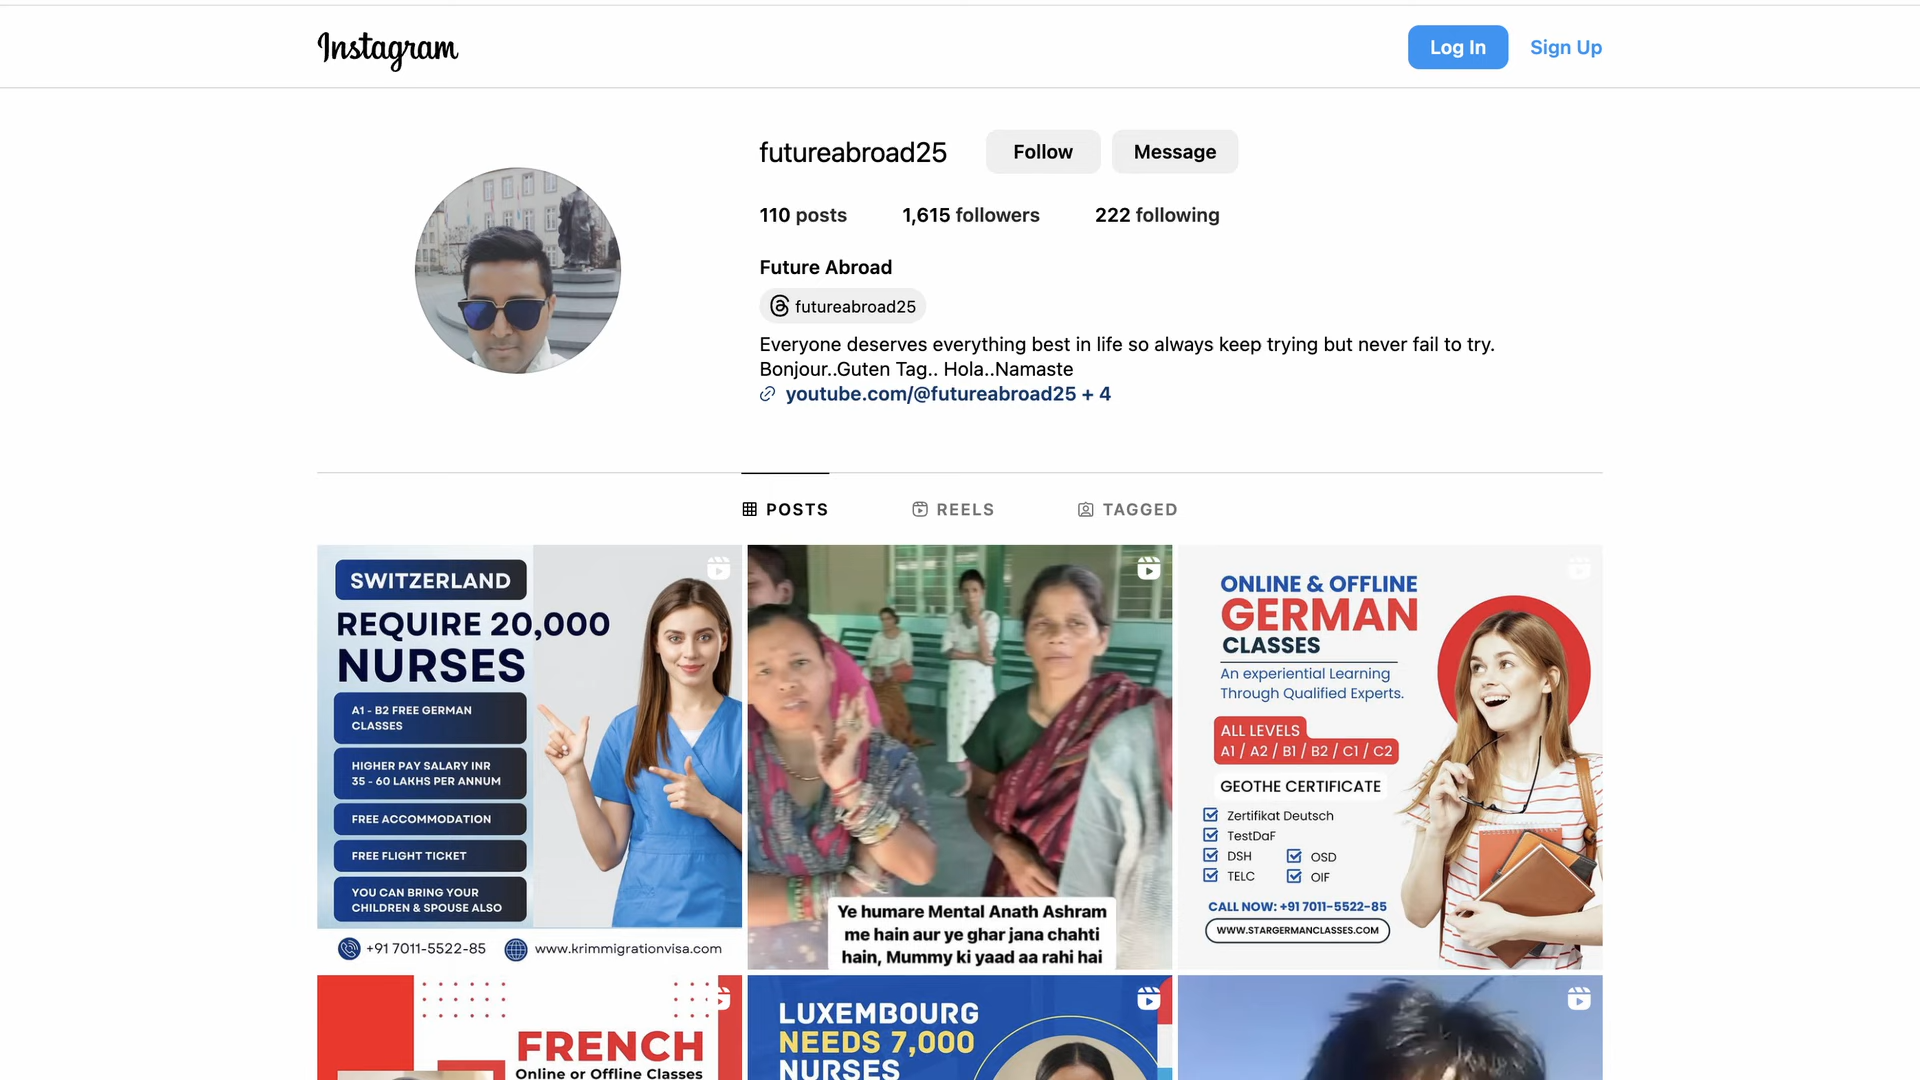 Instagram
Log In
Sign Up
futureabroad25
Follow
Message
110 posts
1,615 followers
222 following
Future Abroad
futureabroad25
Everyone deserves everything best in life so always keep trying but never fail to try.
Bonjour..Guten Tag.. Hola..Namaste
youtube.com/@futureabroad25 + 4
POSTS
REELS
TAGGED
SWITZERLAND
REQUIRE 20,000
NURSES
A1 - B2 FREE GERMAN
CLASSES
HIGHER PAY SALARY INR
35 - 60 LAKHS PER ANNUM
FREE ACCOMMODATION
FREE FLIGHT TICKET
YOU CAN BRING YOUR
CHILDREN & SPOUSE ALSO
+91 7011-5522-85
www.krimmigrationvisa.com
Ye humare Mental Anath Ashram
me hain aur ye ghar jana chahti
hain, Mummy ki yaad aa rahi hai
ONLINE & OFFLINE
GERMAN
CLASSES
An experiential Learning
Through Qualified Experts.
ALL LEVELS
A1 / A2 / B1 / B2 / C1 / C2
GEOTHE CERTIFICATE
Zertifikat Deutsch
TestDaF
DSH
OSD
TELC
OIF
CALL NOW: +91 7011-5522-85
WWW.STARGERMANCLASSES.COM
FRENCH
Online or Offline Classes
LUXEMBOURG
NEEDS 7,000
NURSES